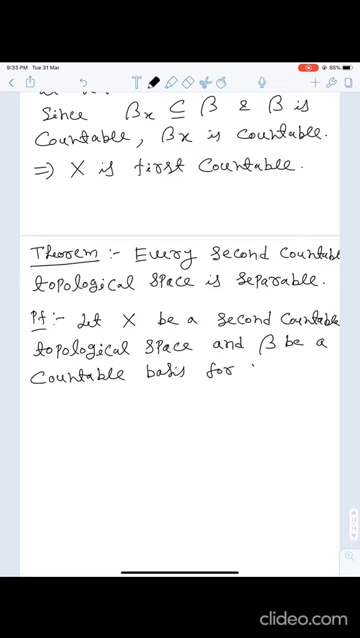 9:33 PM Tue 31 Mar
85%
Since βx ⊆ β & β is
Countable, βx is countable.
⇒ X is first Countable.
Theorem :- Every second Countable
topological space is separable.
Pf :- Let X be a second Countable
topological space and β be a
Countable basis for
13
14
clideo.com